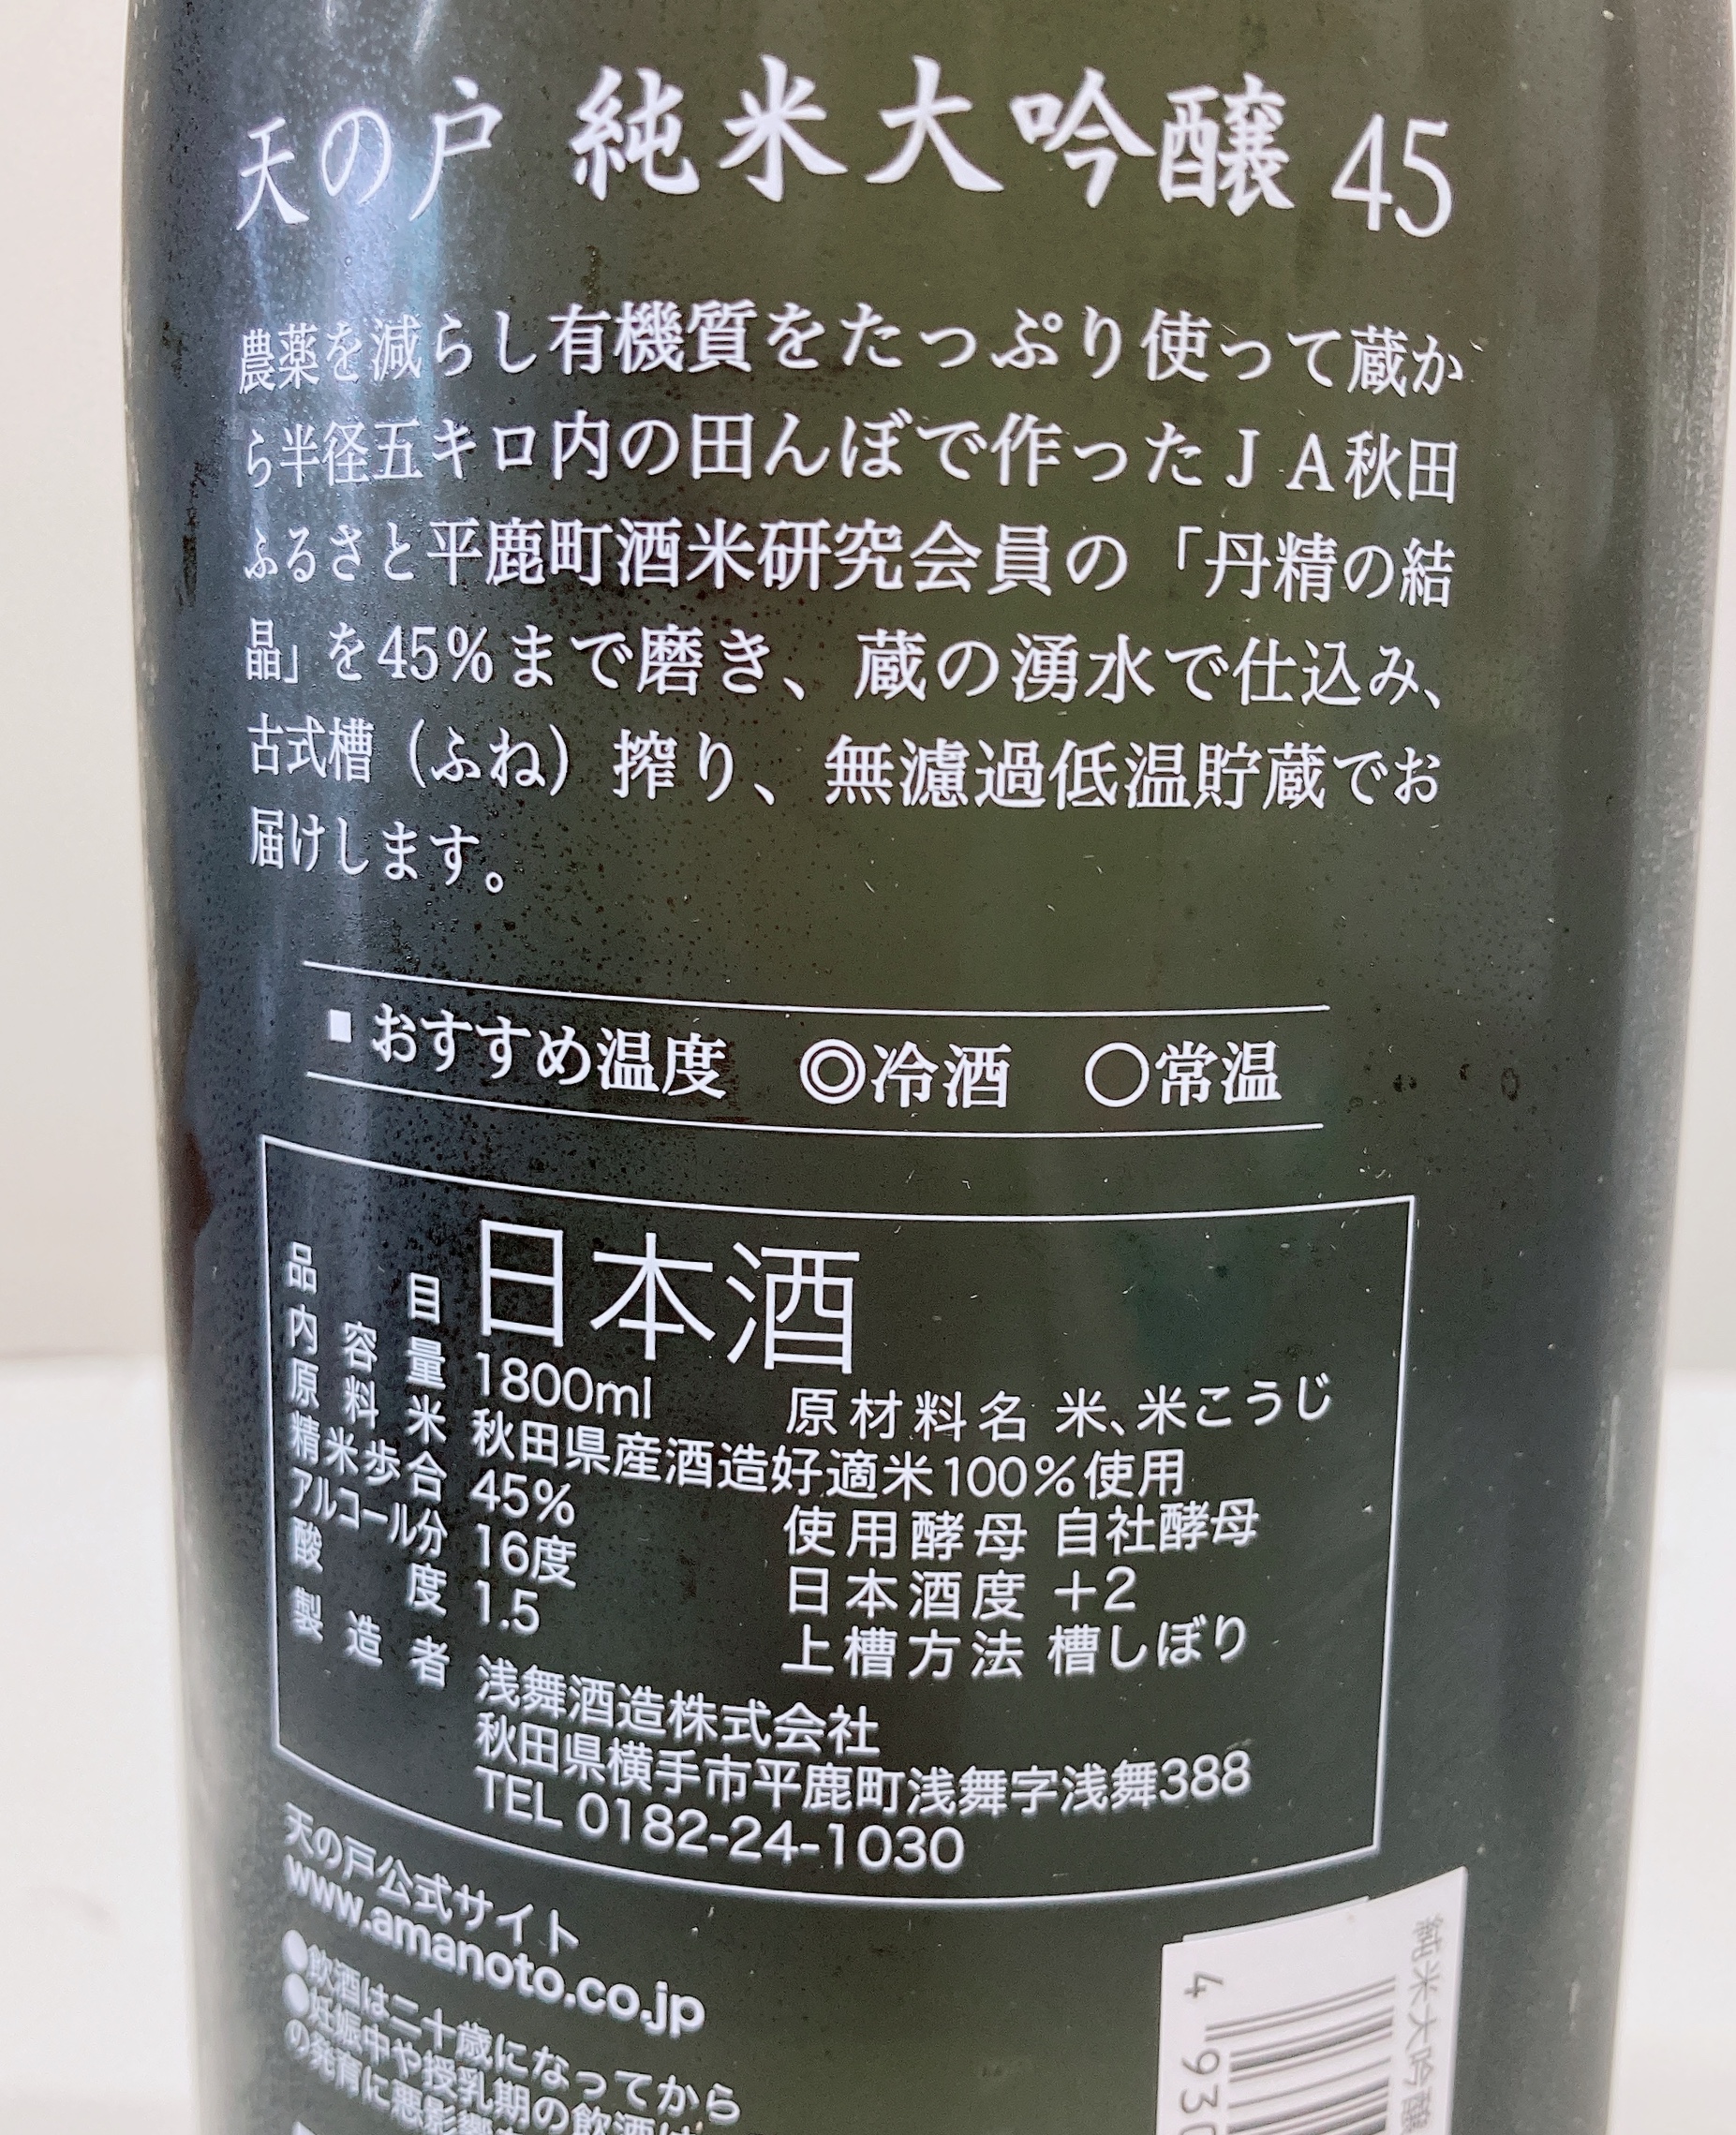 天の戸 純米大吟醸 45
農薬を減らし有機質をたっぷり使って蔵か
ら半径五キロ内の田んぼで作ったＪＡ秋田
ふるさと平鹿町酒米研究会員の「丹精の結
晶」を45%まで磨き、蔵の湧水で仕込み、
古式槽（ふね）搾り、無濾過低温貯蔵でお
届けします。
■おすすめ温度 ◎冷酒 ○常温
品目 日本酒
内容量 1800ml 原材料名 米、米こうじ
原料米 秋田県産酒造好適米100%使用
精米歩合 45% 使用酵母 自社酵母
アルコール分 16度 日本酒度 +2
酸度 1.5 上槽方法 槽しぼり
製造者 浅舞酒造株式会社
秋田県横手市平鹿町浅舞字浅舞388
TEL 0182-24-1030
天の戸公式サイト
www.amanoto.co.jp
●飲酒は二十歳になってから
●妊娠中や授乳期の飲酒は
の発育に悪影響
純米大吟醸
4 930